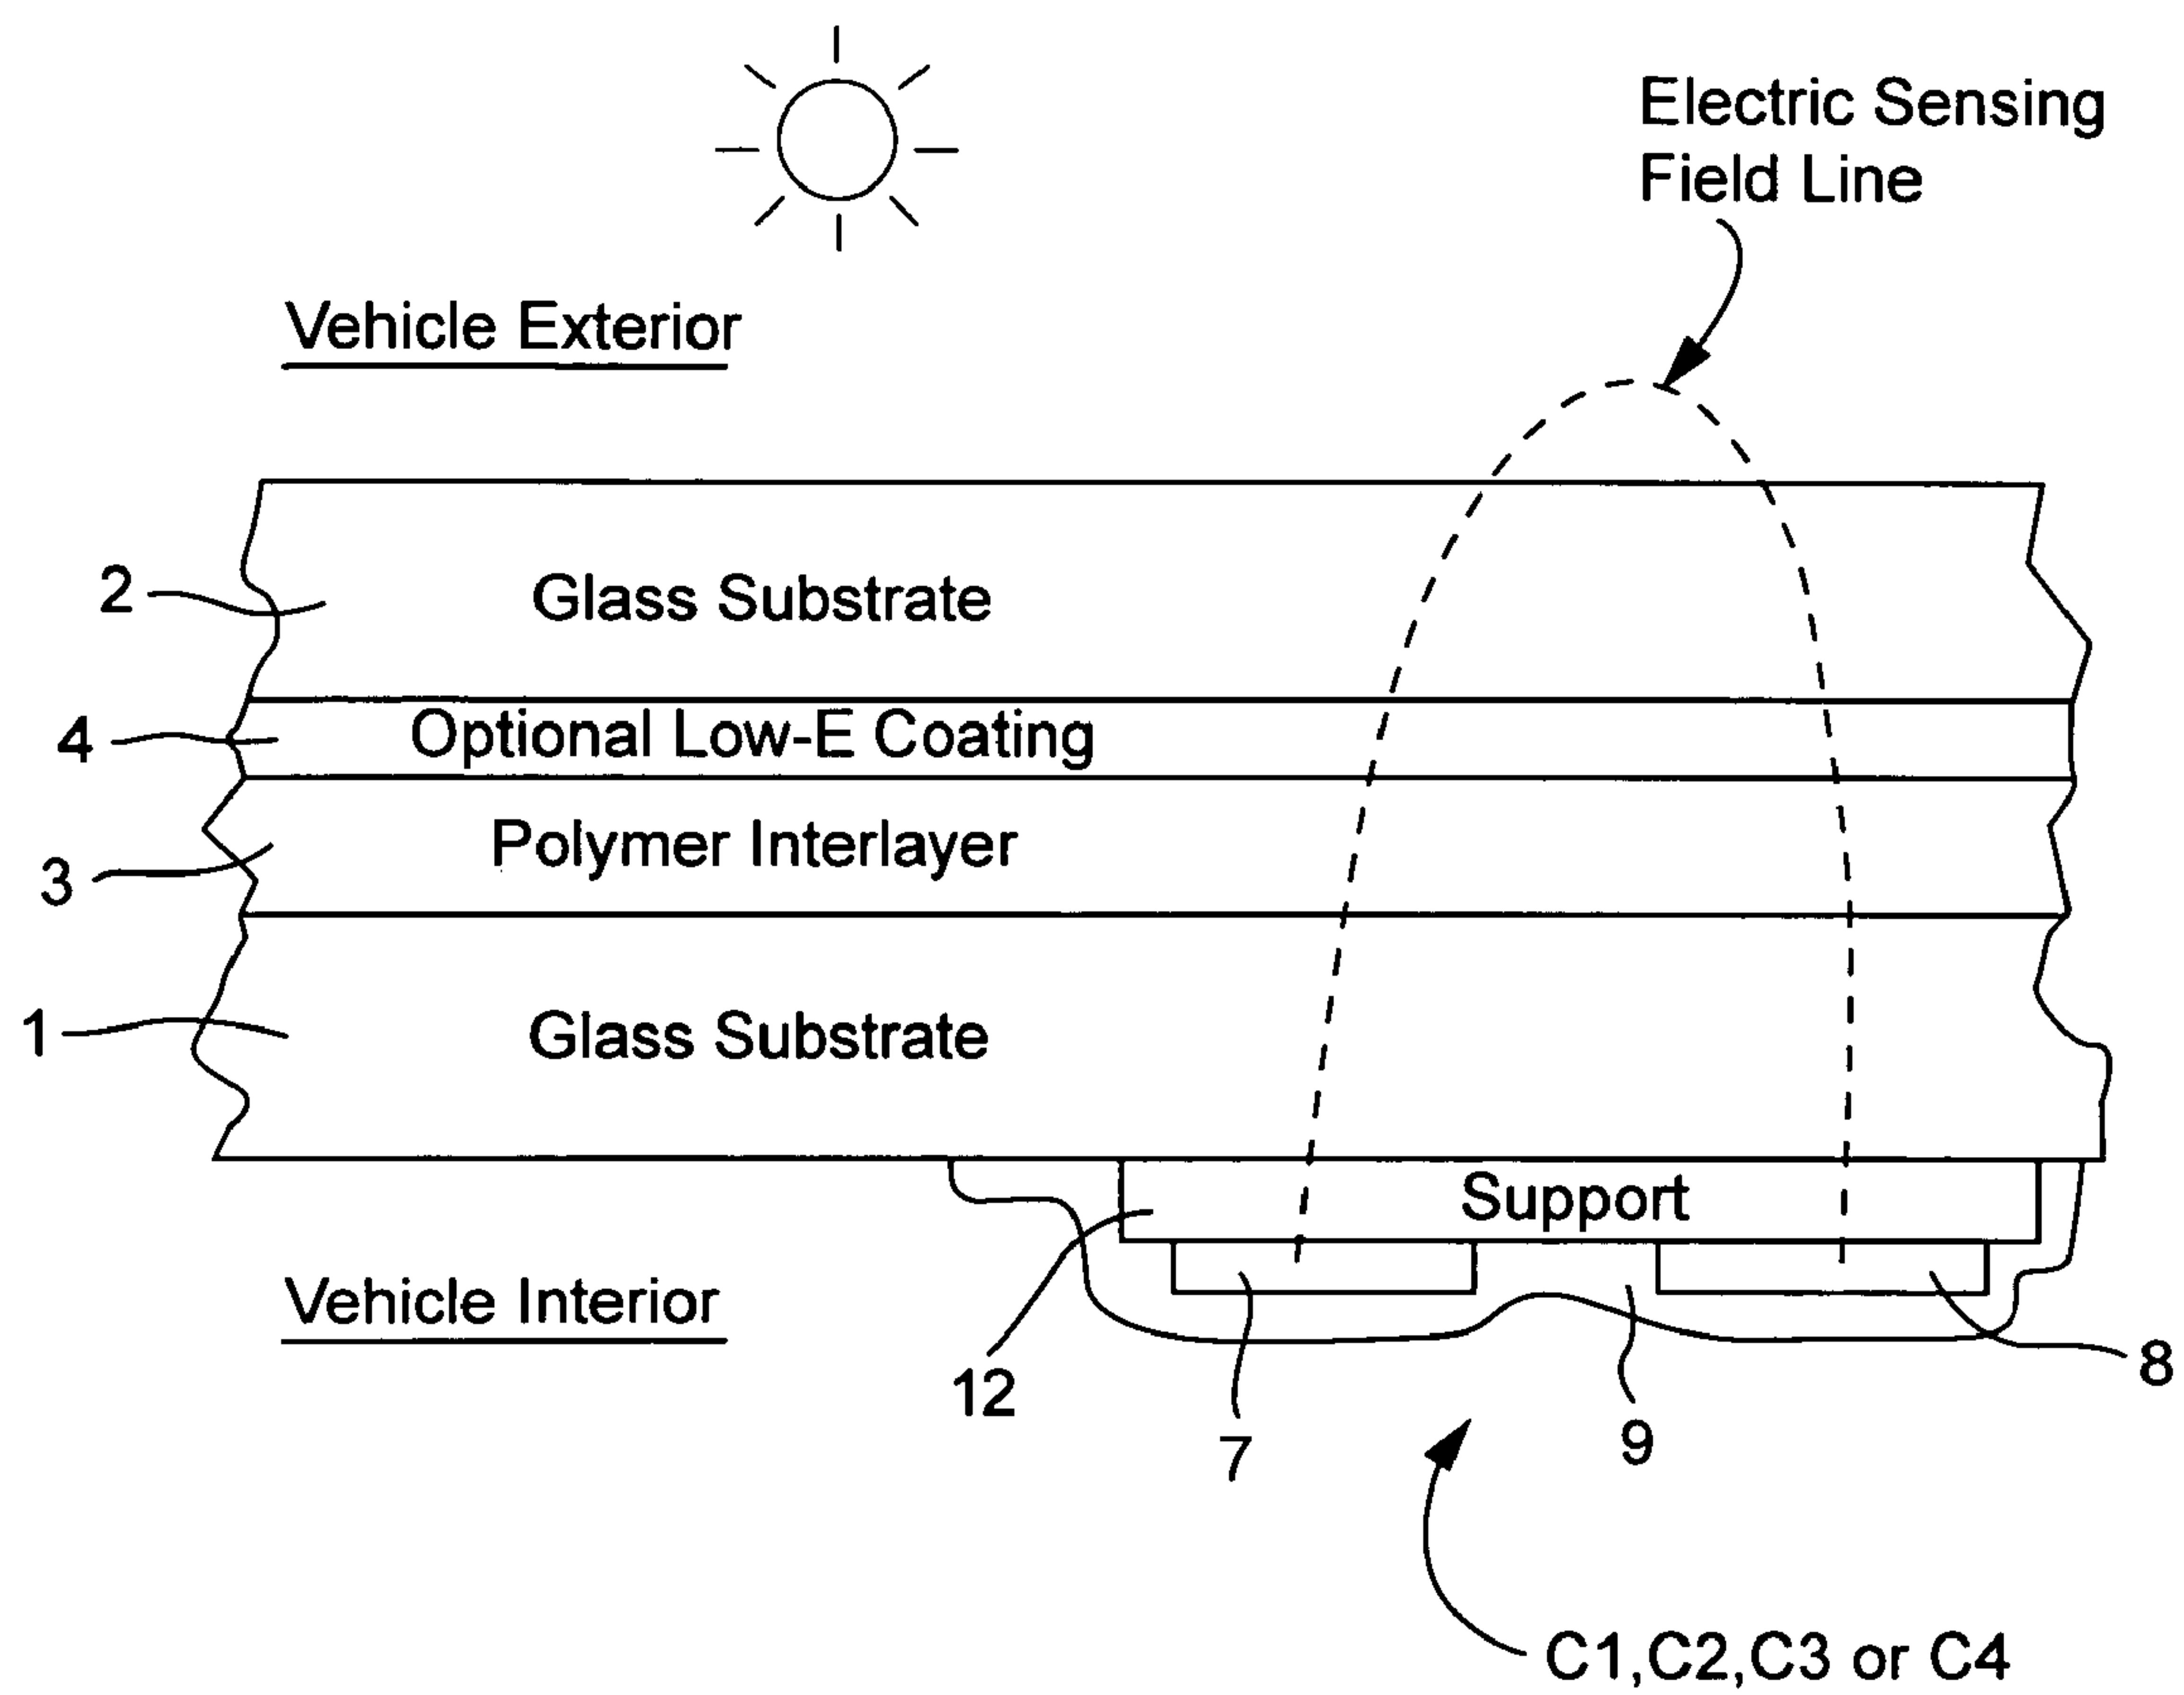 Electric Sensing
Field Line
Vehicle Exterior
2
Glass Substrate
4
Optional Low-E Coating
3
Polymer Interlayer
1
Glass Substrate
Support
Vehicle Interior
12
7
9
8
C1,C2,C3 or C4